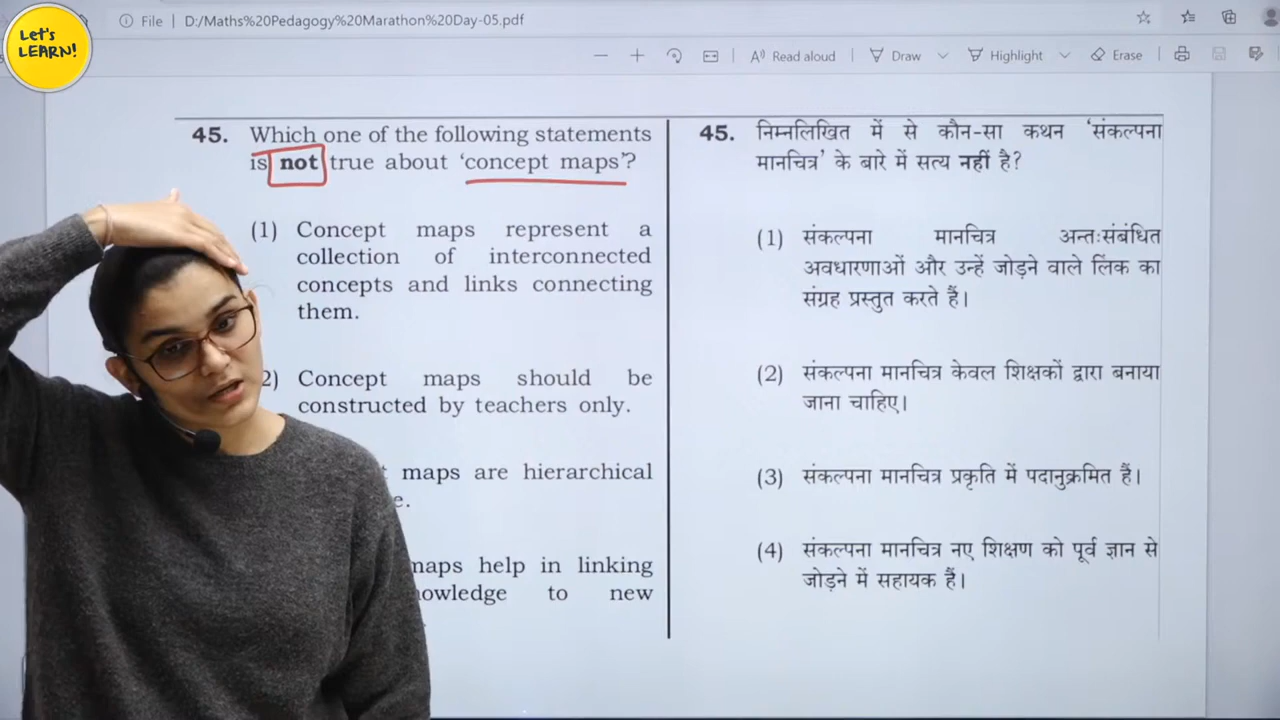 Let's
LEARN!
File | D:/Maths%20Pedagogy%20Marathon%20Day-05.pdf
Read aloud
Draw
Highlight
Erase
45. Which one of the following statements
is not true about 'concept maps'?
(1) Concept maps represent a
collection of interconnected
concepts and links connecting
them.
2) Concept maps should be
constructed by teachers only.
maps are hierarchical
maps help in linking
to new
45. निम्नलिखित में से कौन-सा कथन 'संकल्पना
मानचित्र' के बारे में सत्य नहीं है?
(1) संकल्पना मानचित्र अन्तःसंबंधित
अवधारणाओं और उन्हें जोड़ने वाले लिंक का
संग्रह प्रस्तुत करते हैं।
(2) संकल्पना मानचित्र केवल शिक्षकों द्वारा बनाया
जाना चाहिए।
(3) संकल्पना मानचित्र प्रकृति में पदानुक्रमित हैं।
(4) संकल्पना मानचित्र नए शिक्षण को पूर्व ज्ञान से
जोड़ने में सहायक हैं।